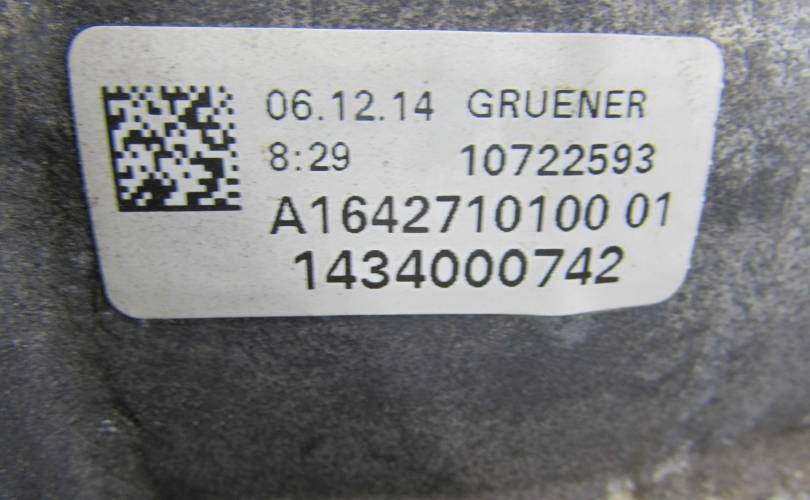 06.12.14 GRUENER
8:29 10722593
A1642710100 01
1434000742